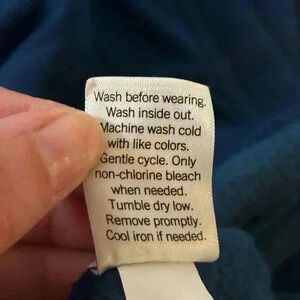 Wash before wearing.
Wash inside out.
Machine wash cold
with like colors.
Gentle cycle. Only
non-chlorine bleach
when needed.
Tumble dry low.
Remove promptly.
Cool iron if needed.